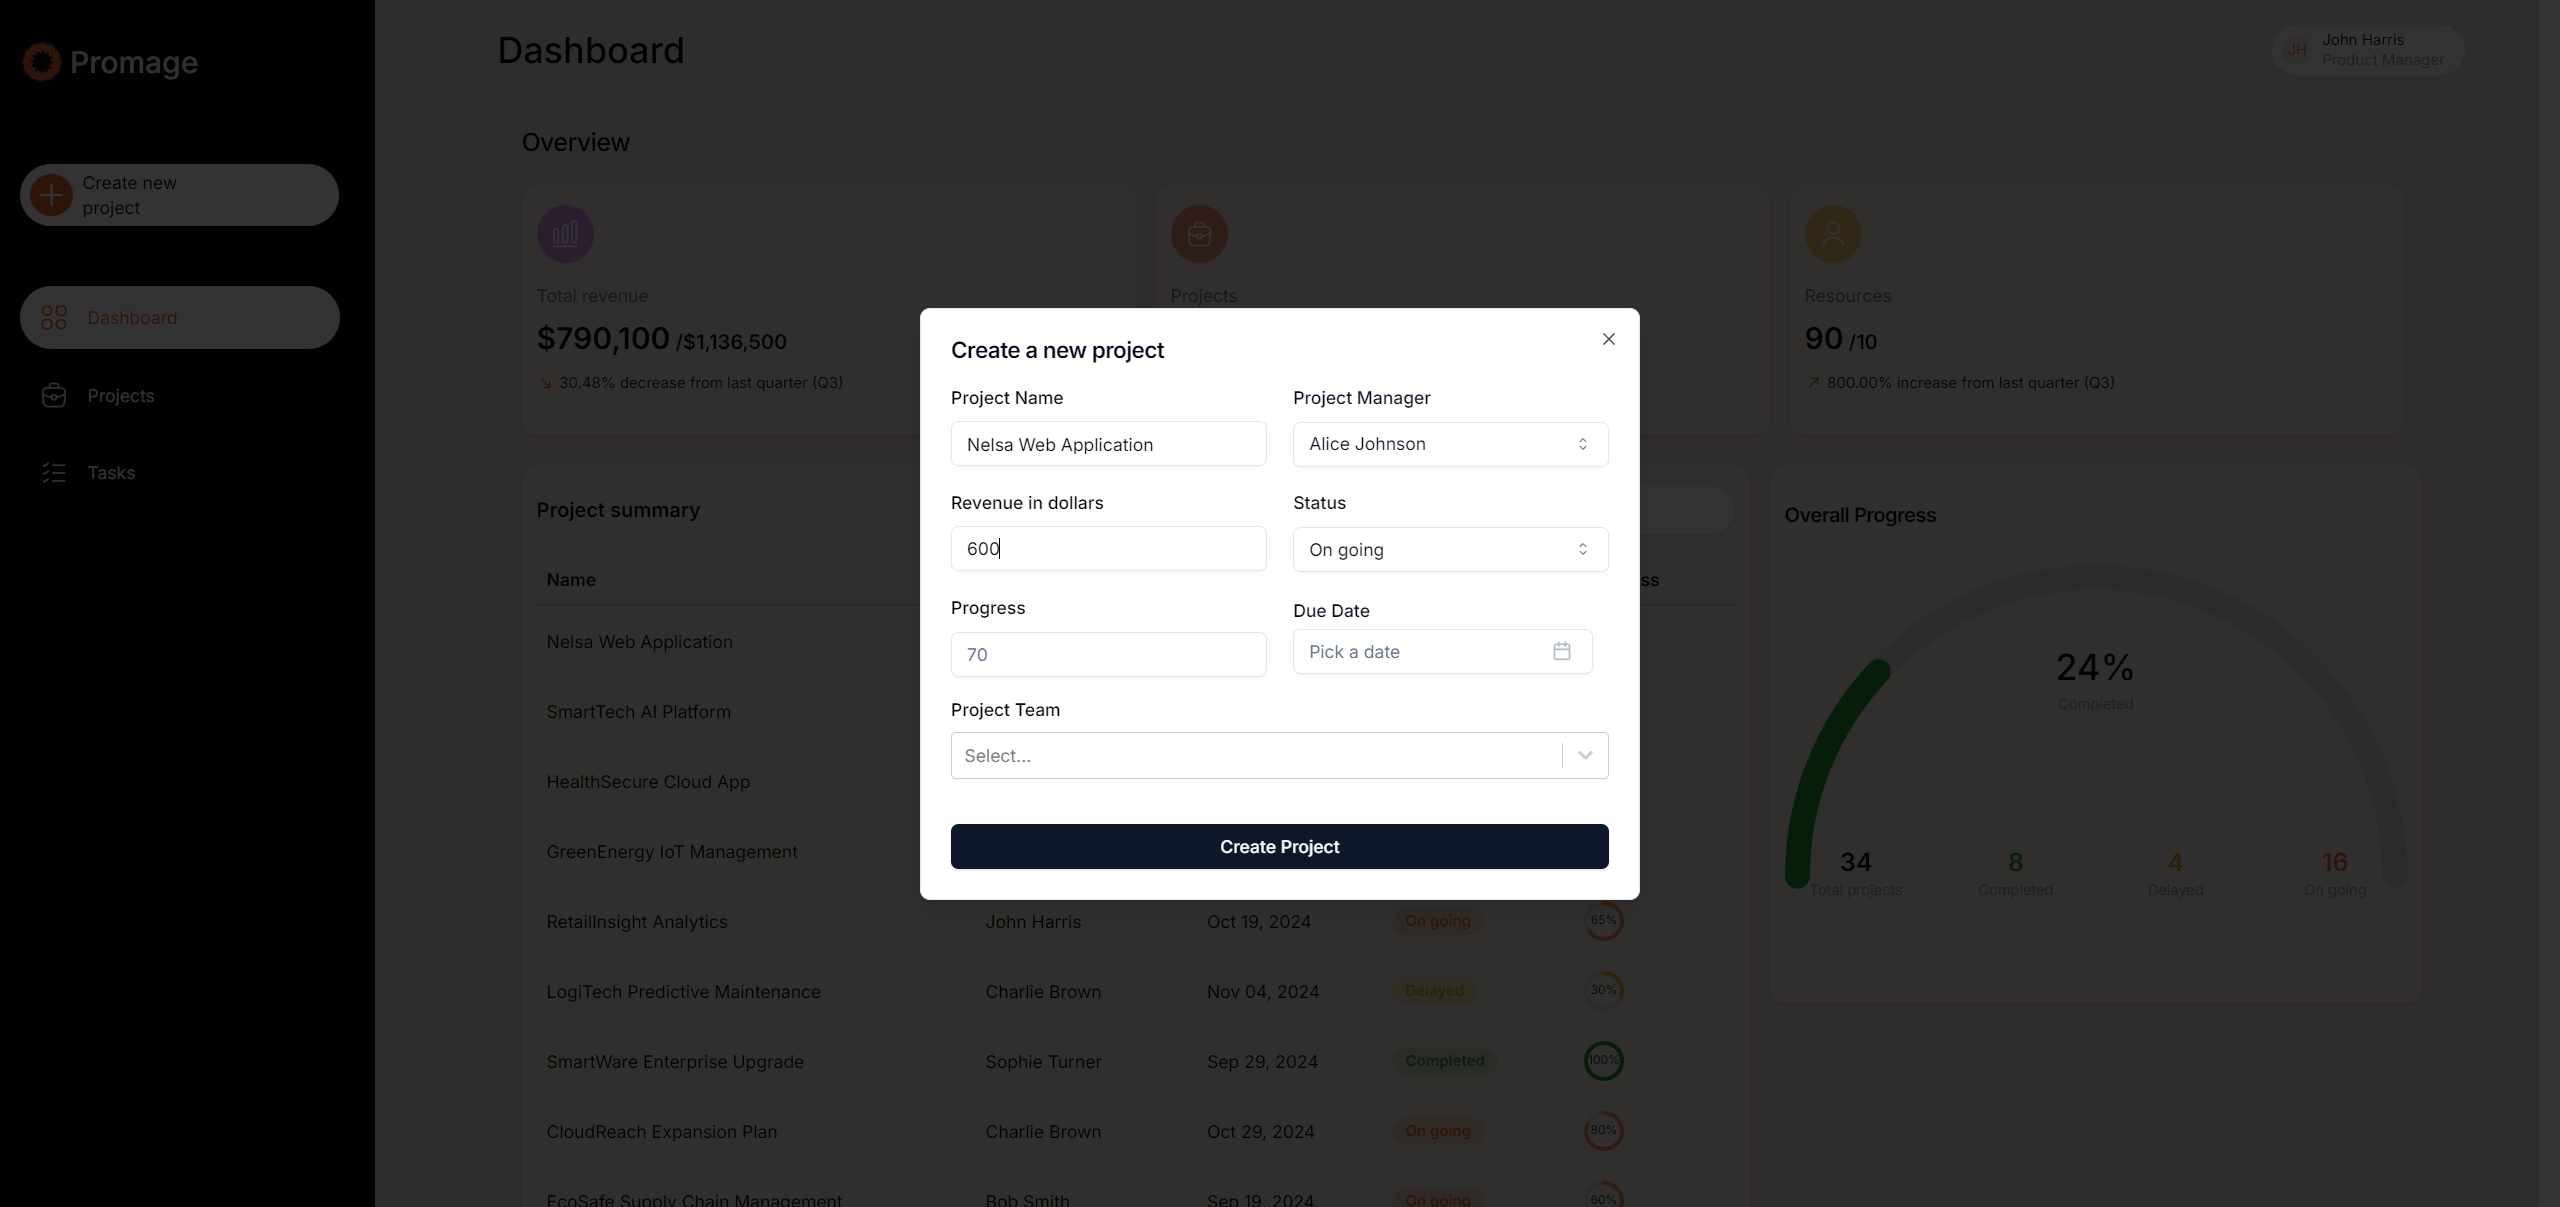 Promage
Create new
project
Dashboard
Projects
Tasks
Dashboard
JH
John Harris
Product Manager
Overview
Total revenue
$790,100 /$1,136,500
30.48% decrease from last quarter (Q3)
Projects
Resources
90 /10
800.00% increase from last quarter (Q3)
Create a new project
Project Name
Nelsa Web Application
Project Manager
Alice Johnson
Revenue in dollars
600
Status
On going
Progress
70
Due Date
Pick a date
Project Team
Select...
Create Project
Project summary
Name
ss
Nelsa Web Application
SmartTech AI Platform
HealthSecure Cloud App
GreenEnergy IoT Management
RetailInsight Analytics John Harris Oct 19, 2024 On going 65%
LogiTech Predictive Maintenance Charlie Brown Nov 04, 2024 Delayed 30%
SmartWare Enterprise Upgrade Sophie Turner Sep 29, 2024 Completed 100%
CloudReach Expansion Plan Charlie Brown Oct 29, 2024 On going 80%
EcoSafe Supply Chain Management Bob Smith Sep 19, 2024 On going 60%
Overall Progress
24%
Completed
34 8 4 16
Total projects Completed Delayed On going